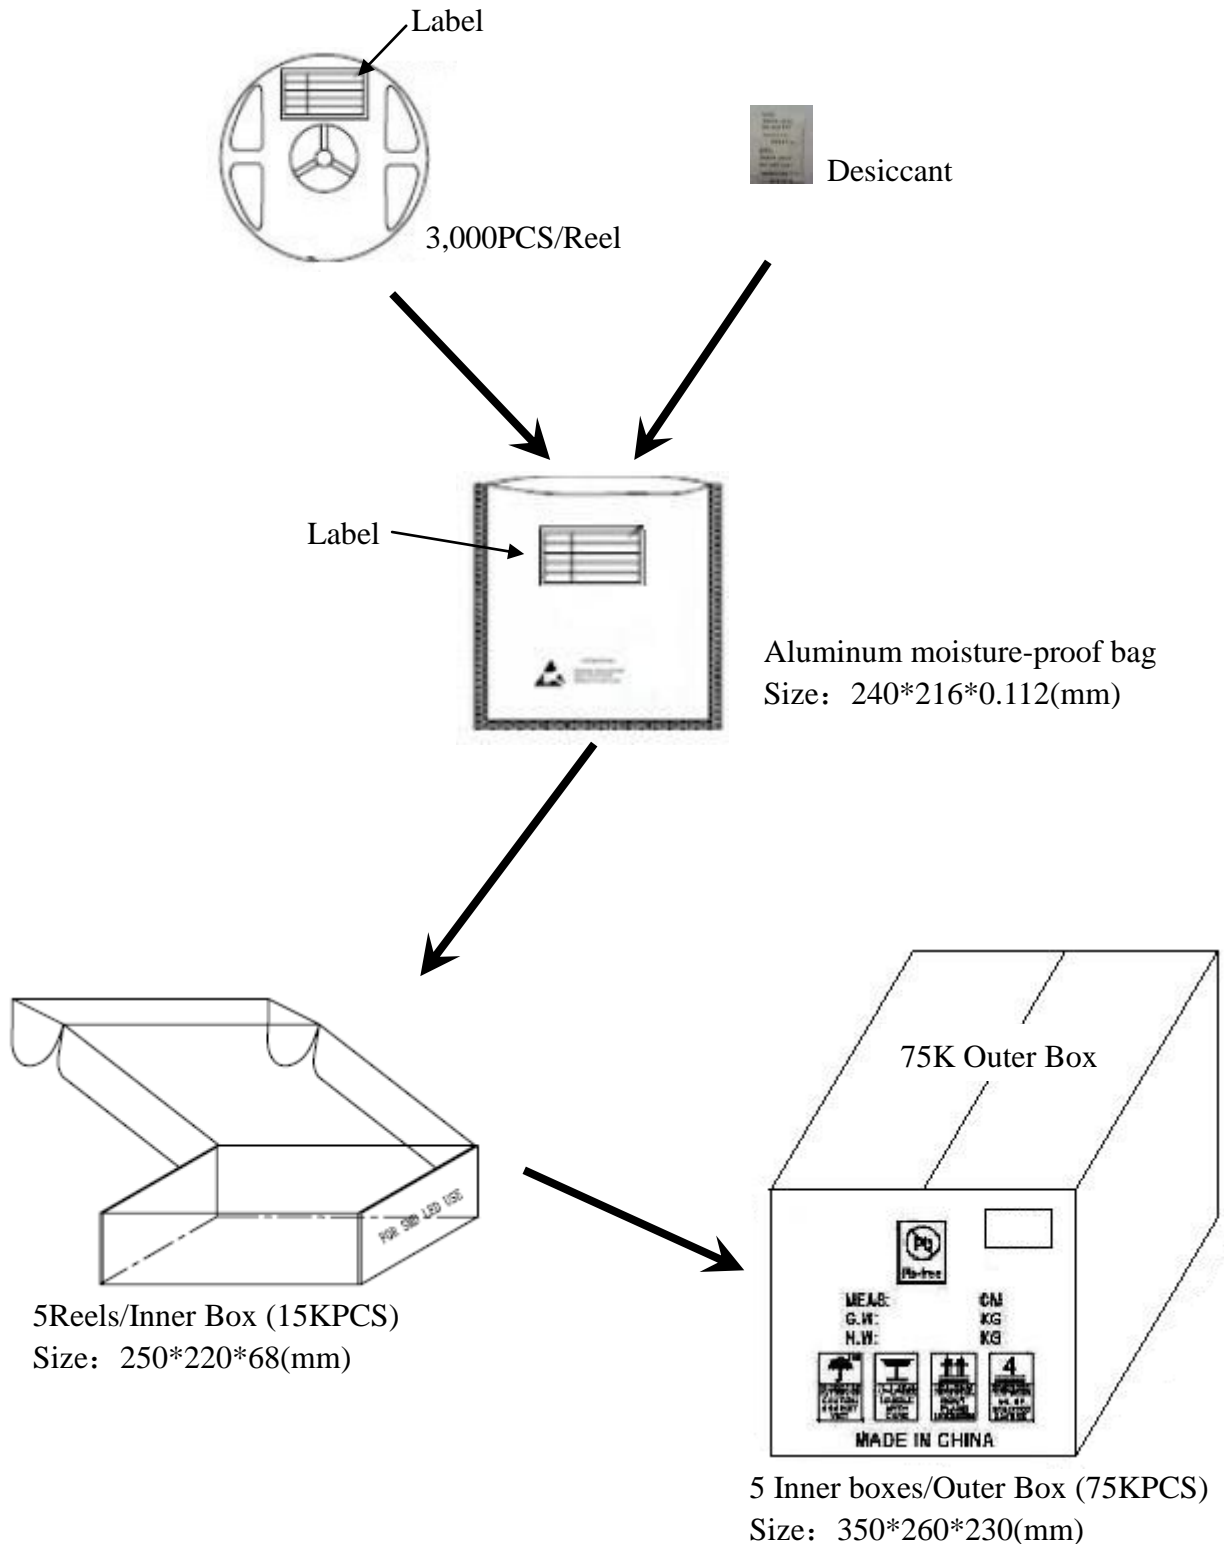 Label
Desiccant
3,000PCS/Reel
Label
Aluminum moisture-proof bag
Size：240*216*0.112(mm)
75K Outer Box
FOR SMD LED USE
Pb
Pb-free
MEAS: CM
G.W: KG
N.W: KG
4
MADE IN CHINA
5Reels/Inner Box (15KPCS)
Size：250*220*68(mm)
5 Inner boxes/Outer Box (75KPCS)
Size：350*260*230(mm)